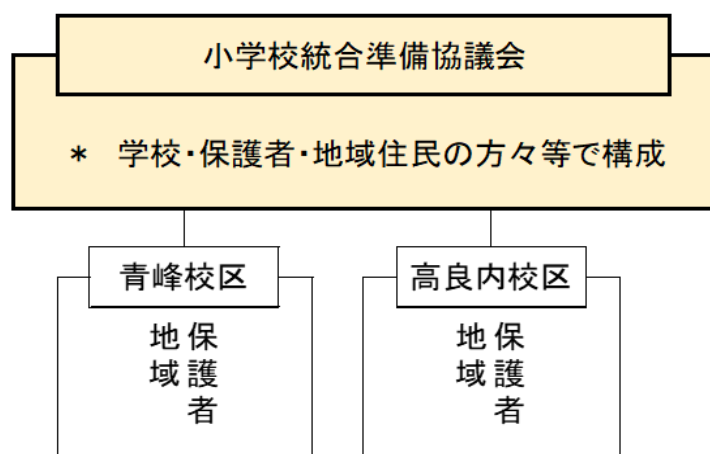 小学校統合準備協議会
* 学校・保護者・地域住民の方々等で構成
青峰校区
保護者
地域
高良内校区
保護者
地域